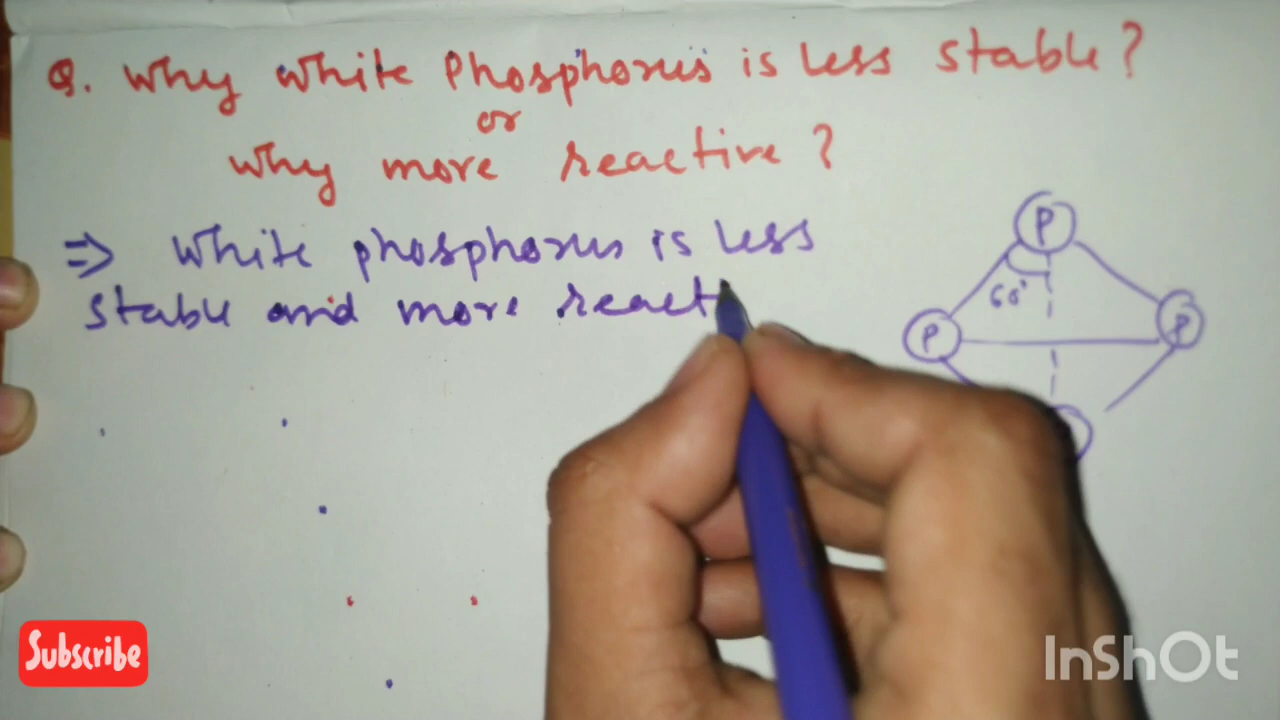 Q. Why white Phosphorus is less stable?
or
why more reactive?
⇒ White phosphorus is less
stable and more react
P
60°
P
P
Subscribe
InShOt